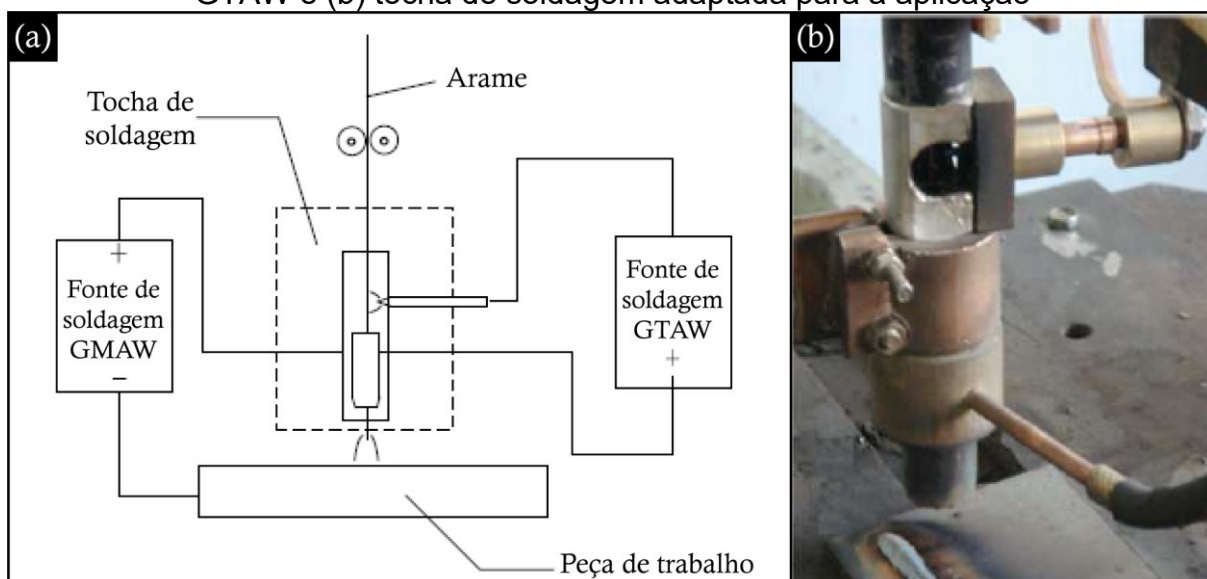 GTAW e (b) tocha de soldagem adaptada para a aplicação
(a)
Arame
Tocha de
soldagem
+
Fonte de
soldagem
GMAW
–
Fonte de
soldagem
GTAW
+
Peça de trabalho
(b)